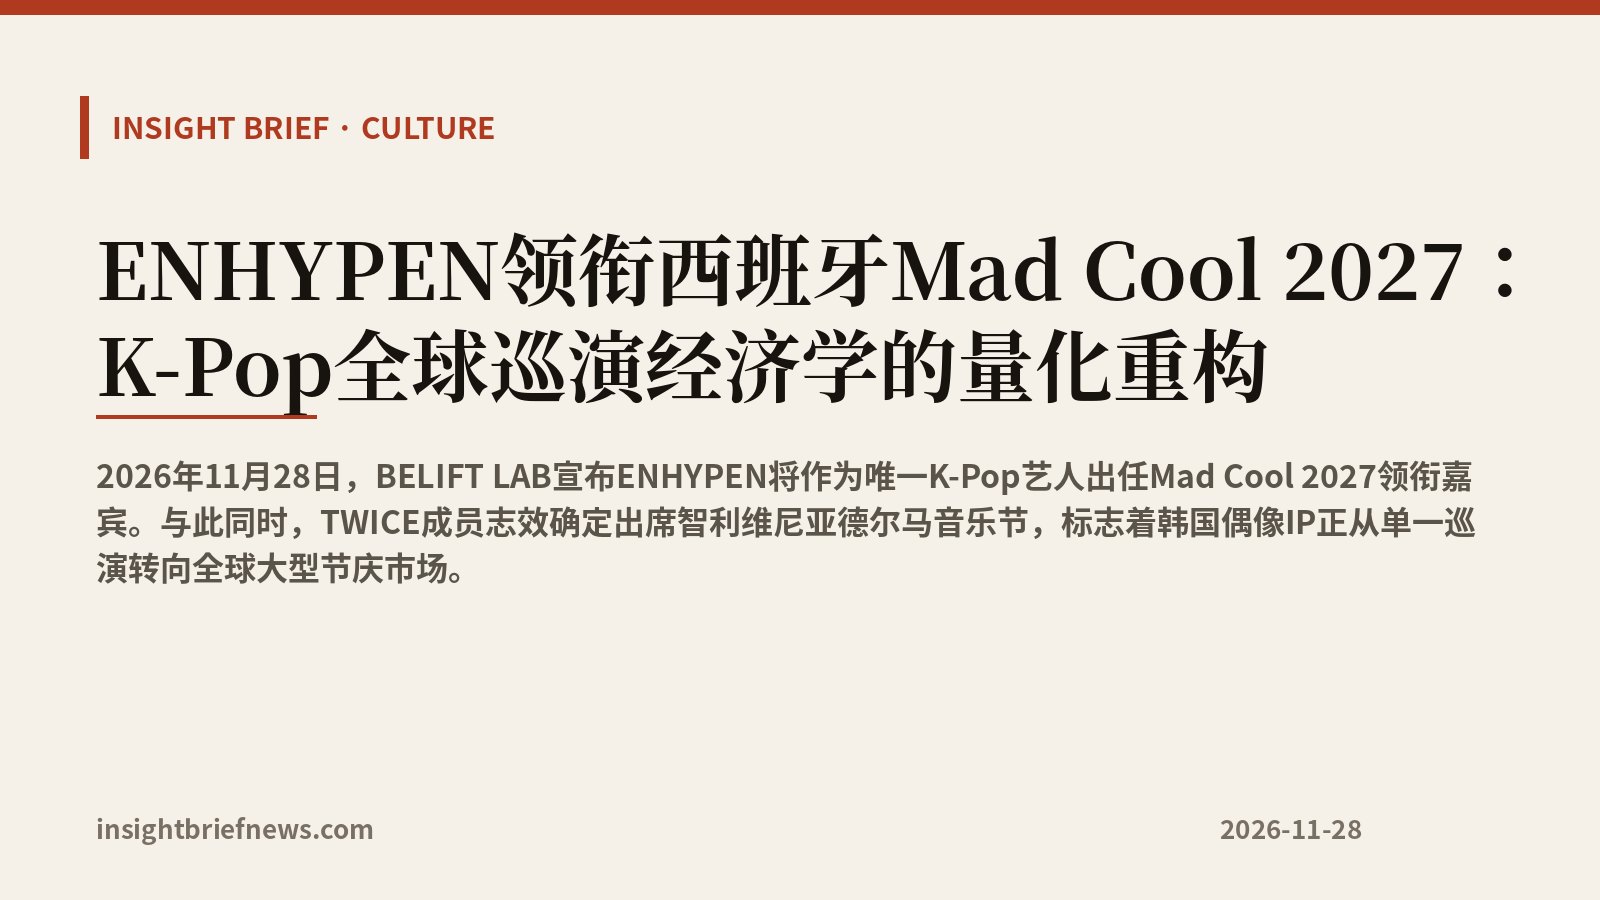 INSIGHT BRIEF · CULTURE
ENHYPEN领衔西班牙Mad Cool 2027：
K-Pop全球巡演经济学的量化重构
2026年11月28日，BELIFT LAB宣布ENHYPEN将作为唯一K-Pop艺人出任Mad Cool 2027领衔嘉
宾。与此同时，TWICE成员志效确定出席智利维尼亚德尔马音乐节，标志着韩国偶像IP正从单一巡
演转向全球大型节庆市场。
insightbriefnews.com
2026-11-28